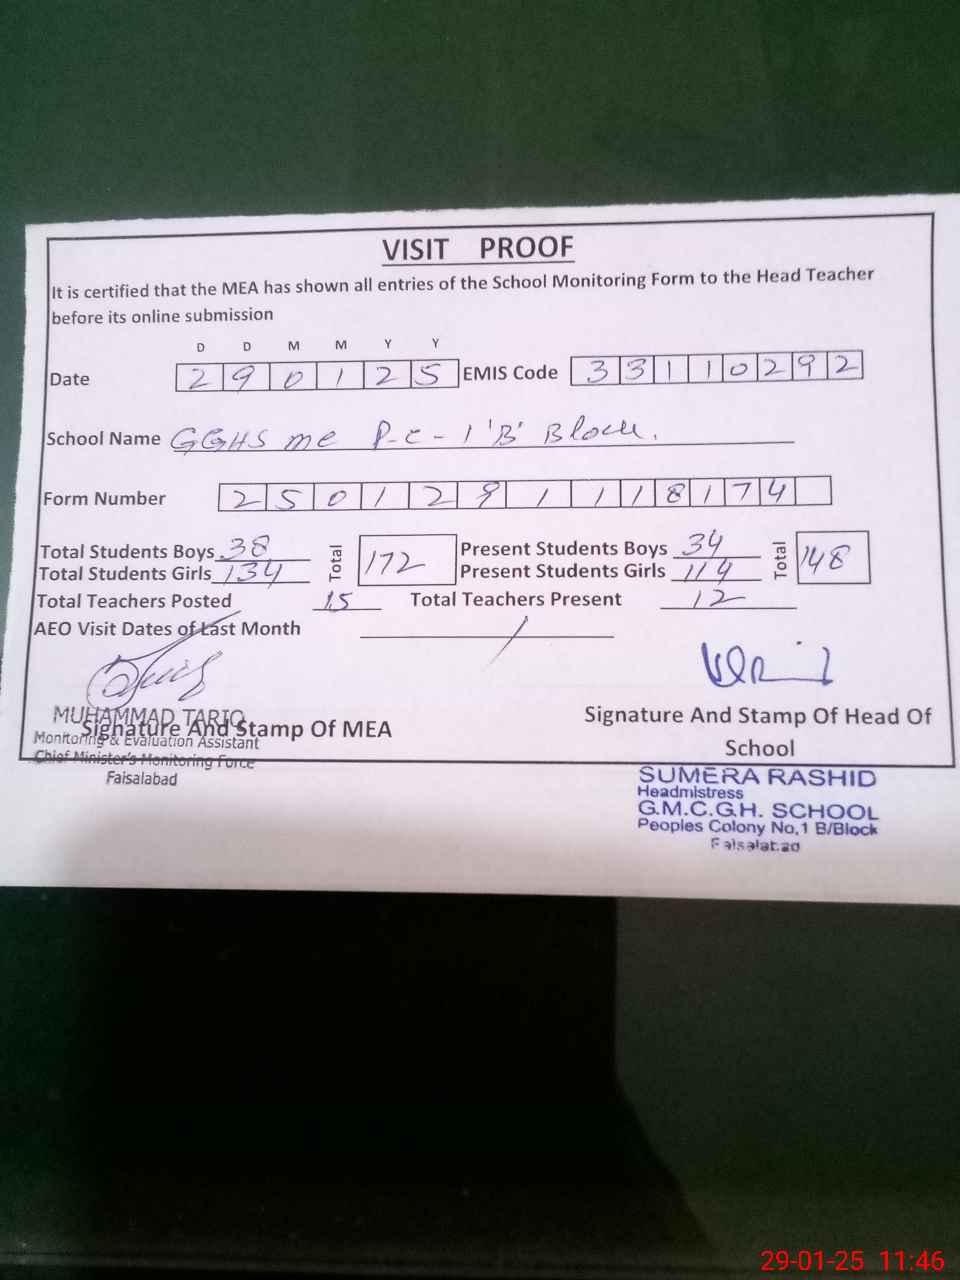 VISIT PROOF
It is certified that the MEA has shown all entries of the School Monitoring Form to the Head Teacher
before its online submission
D D M M Y Y
Date 2 9 0 1 2 5 EMIS Code 3 3 1 1 0 2 9 2
School Name GGHS mc P-C-1 'B' Block.
Form Number 2 5 0 1 2 9 1 1 1 8 1 7 4
Total Students Boys 38 Total 172 Present Students Boys 34 Total 148
Total Students Girls 134 Present Students Girls 114
Total Teachers Posted 15 Total Teachers Present 12
AEO Visit Dates of Last Month /
MUHAMMAD TARIQ
Signature And Stamp Of MEA
Monitoring & Evaluation Assistant
Chief Minister's Monitoring Force
Faisalabad
Signature And Stamp Of Head Of
School
SUMERA RASHID
Headmistress
G.M.C.G.H. SCHOOL
Peoples Colony No,1 B/Block
Faisalabad
29-01-25 11:46